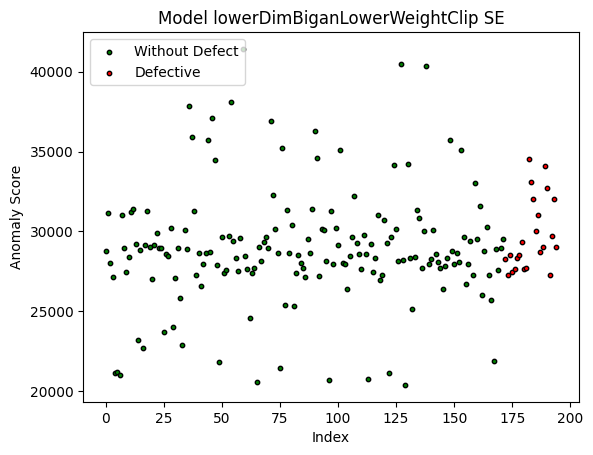 Model lowerDimBiganLowerWeightClip SE
Without Defect
Defective
40000
35000
30000
25000
20000
Anomaly Score
0
25
50
75
100
125
150
175
200
Index